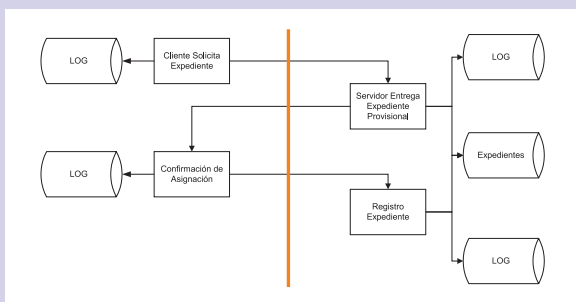 LOG
Cliente Solicita
Expediente
LOG
Servidor Entrega
Expediente
Provisional
LOG
Confirmación de
Asignación
Expedientes
Registro
Expediente
LOG